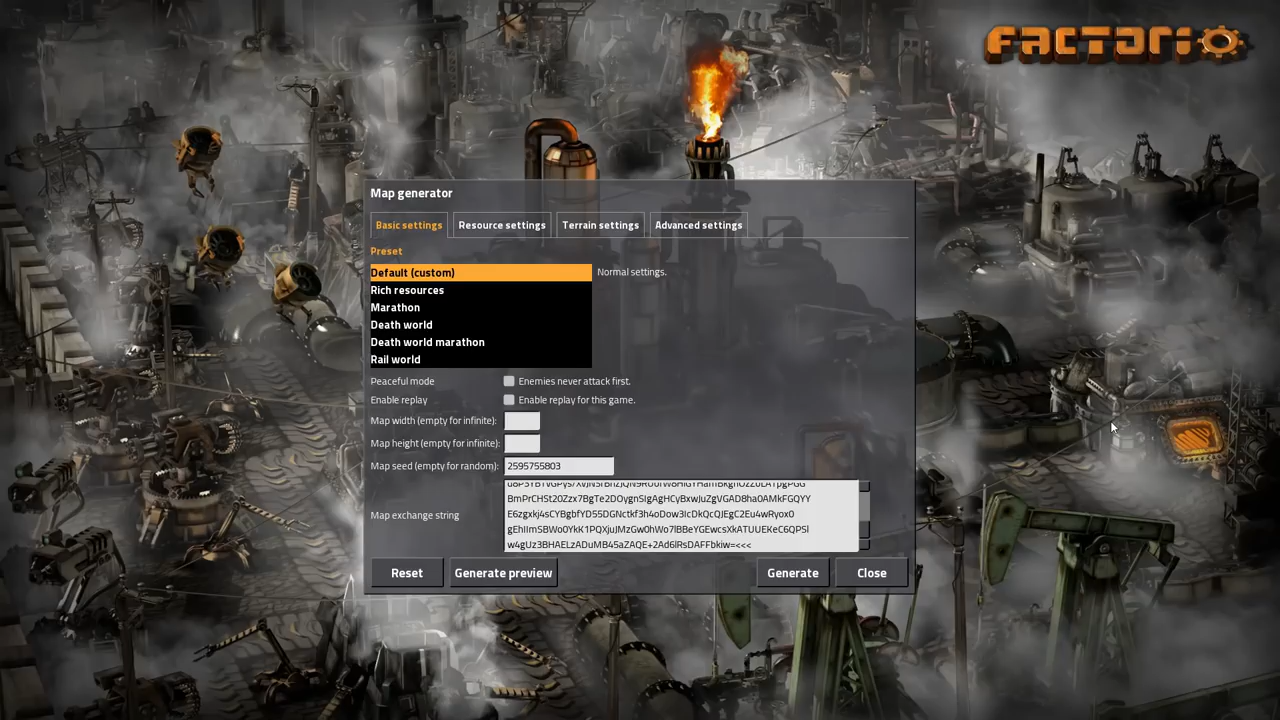 FACTORIO
Map generator
Basic settings Resource settings Terrain settings Advanced settings
Preset
Default (custom) Normal settings.
Rich resources
Marathon
Death world
Death world marathon
Rail world
Peaceful mode Enemies never attack first.
Enable replay Enable replay for this game.
Map width (empty for infinite):
Map height (empty for infinite):
Map seed (empty for random): 2595755803
BmPrCHSt20Zzx7BgTe2DOygnSIgAgHCyBxwJuZgVGAD8ha0AMkFGQYY
Map exchange string
E6zgxkj4sCYBgbfYD55DGNctkf3h4oDow3IcDkQcQJEgC2Eu4wRyox0
gEhIImSBWo0YkK1PQXjuJMzGw0hWo7lBBeYGEwcsXkATUUEKeC6QPSl
w4gUz3BHAELzADuMB45aZAQE+2Ad6lRsDAFFbkiw=<<<
Reset Generate preview Generate Close